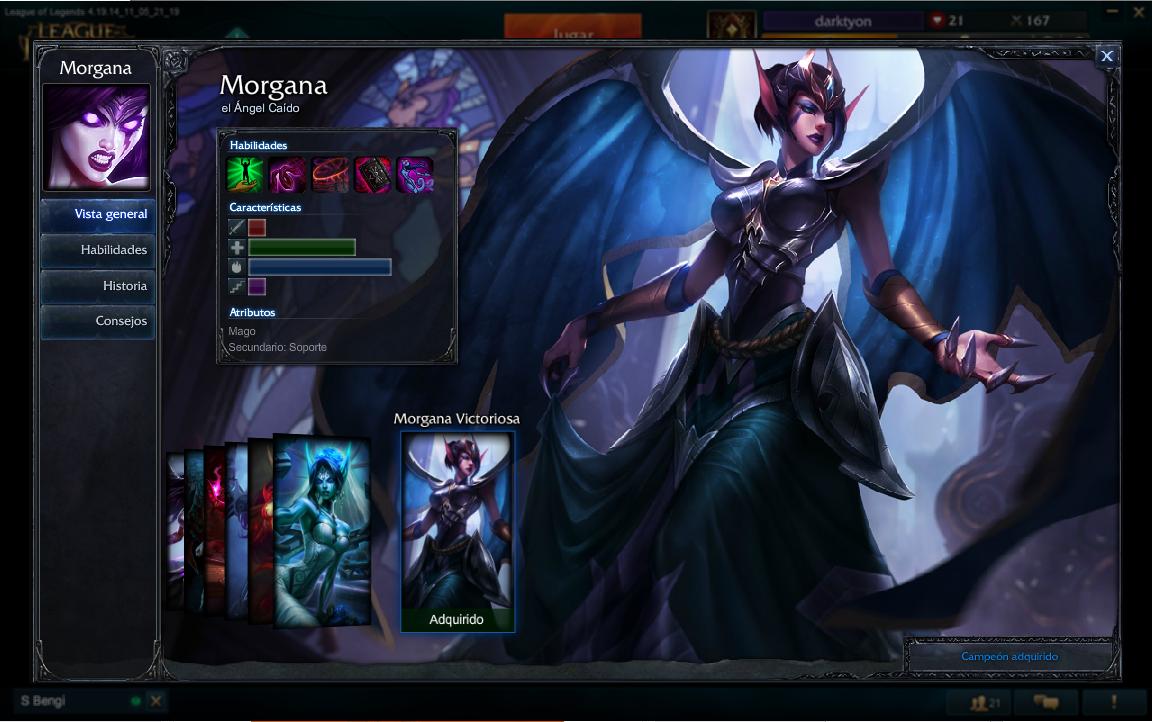 League of Legends 4.19.14_11_05_21_19
LEAGUE
Jugar
darktyon
21
167
Morgana
Vista general
Habilidades
Historia
Consejos
Morgana
el Ángel Caído
Habilidades
Características
Atributos
Mago
Secundario: Soporte
Morgana Victoriosa
Adquirido
Campeón adquirido
S Bengi
21